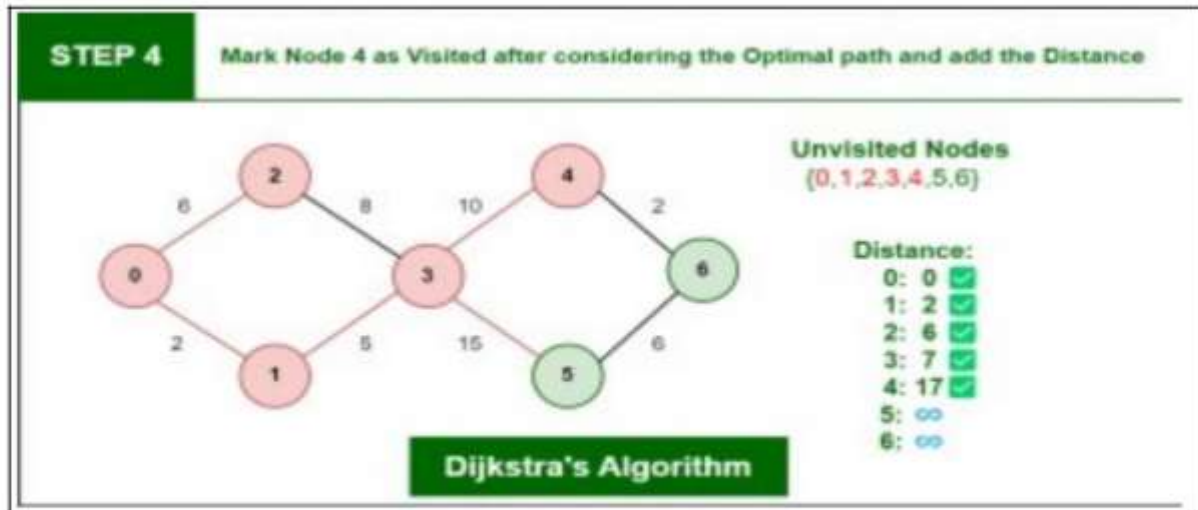 STEP 4
Mark Node 4 as Visited after considering the Optimal path and add the Distance
Unvisited Nodes
{0,1,2,3,4,5,6}
2
4
6
8
10
2
0
3
6
2
5
15
6
1
5
Distance:
0: 0 ✅
1: 2 ✅
2: 6 ✅
3: 7 ✅
4: 17 ✅
5: ∞
6: ∞
Dijkstra's Algorithm